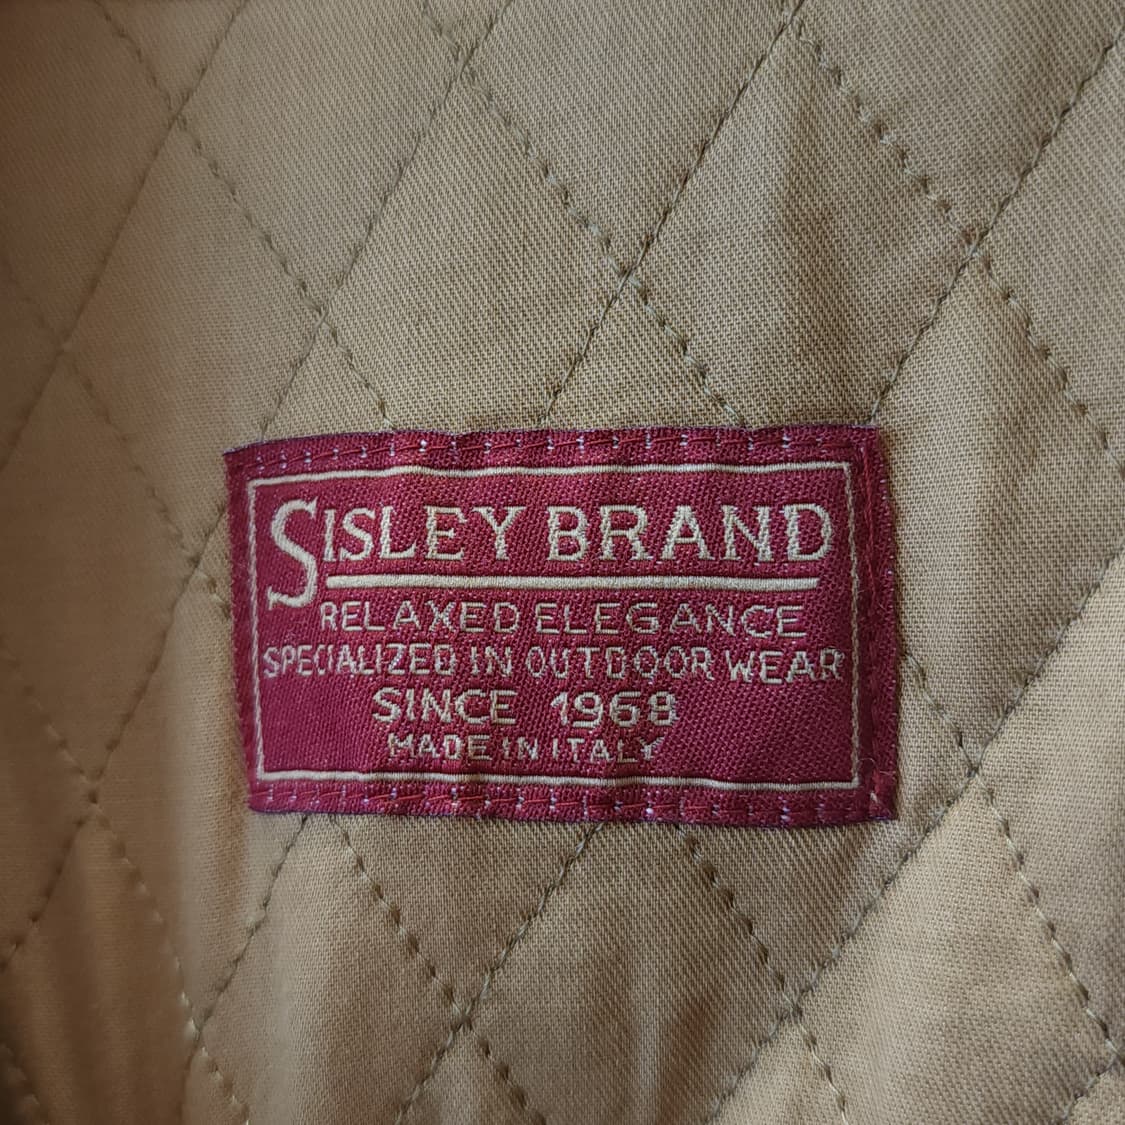 SISLEY BRAND
RELAXED ELEGANCE
SPECIALIZED IN OUTDOOR WEAR
SINCE 1968
MADE IN ITALY